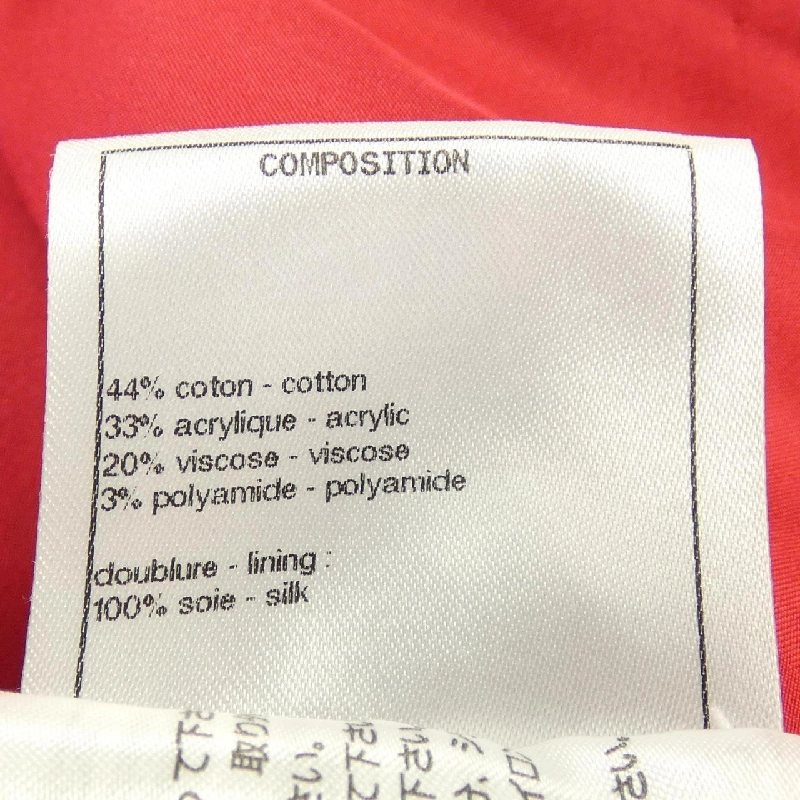 COMPOSITION
44% coton - cotton
33% acrylique - acrylic
20% viscose - viscose
3% polyamide - polyamide
doublure - lining :
100% soie - silk